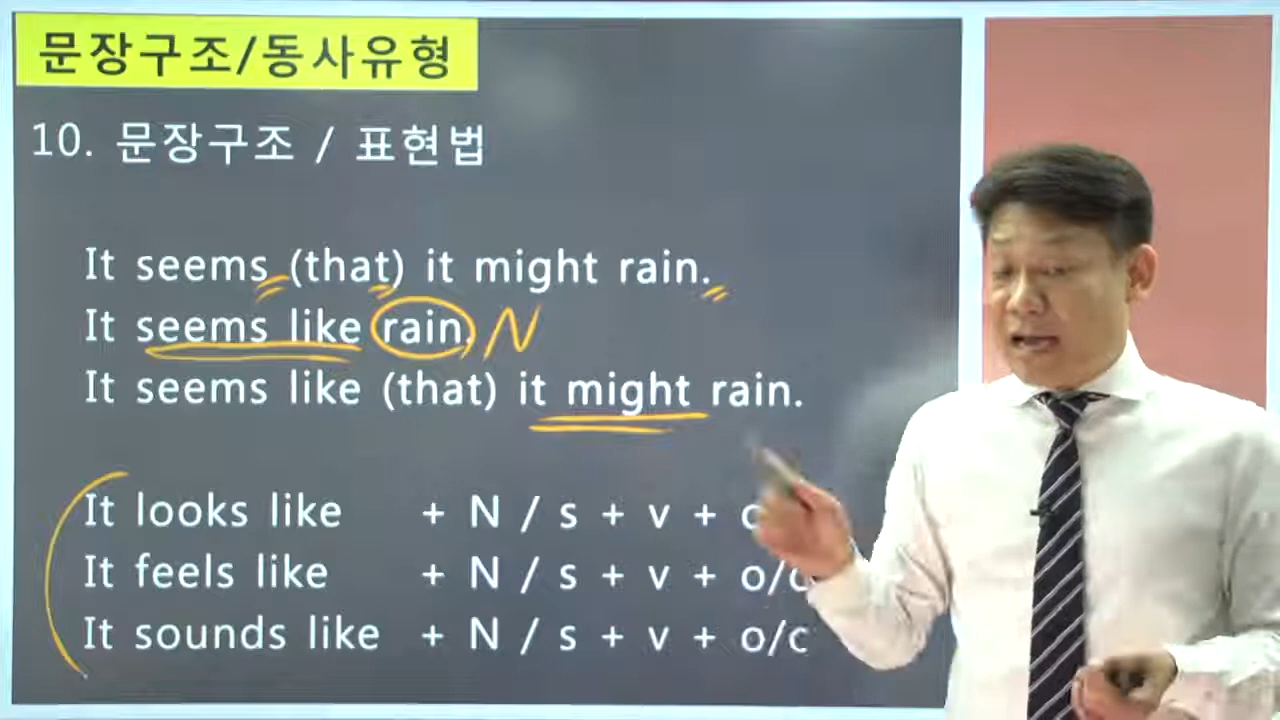 문장구조/동사유형
10. 문장구조 / 표현법
It seems (that) it might rain.
It seems like rain. N
It seems like (that) it might rain.
It looks like + N / s + v +
It feels like + N / s + v + o/c
It sounds like + N / s + v + o/c